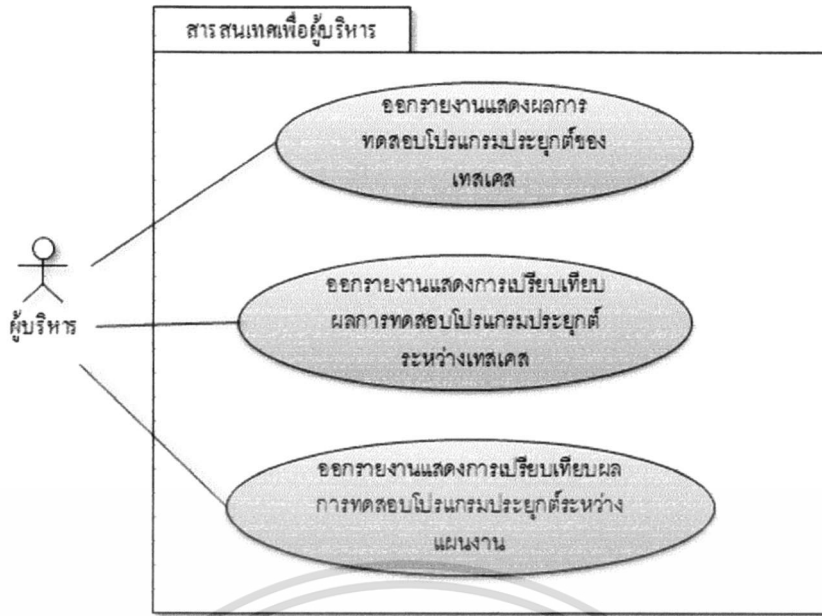 สารสนเทศเพื่อผู้บริหาร
ออกรายงานแสดงผลการ
ทดสอบโปรแกรมประยุกต์ของ
เทสเคส
ผู้บริหาร
ออกรายงานแสดงการเปรียบเทียบ
ผลการทดสอบโปรแกรมประยุกต์
ระหว่างเทสเคส
ออกรายงานแสดงการเปรียบเทียบผล
การทดสอบโปรแกรมประยุกต์ระหว่าง
แผนงาน